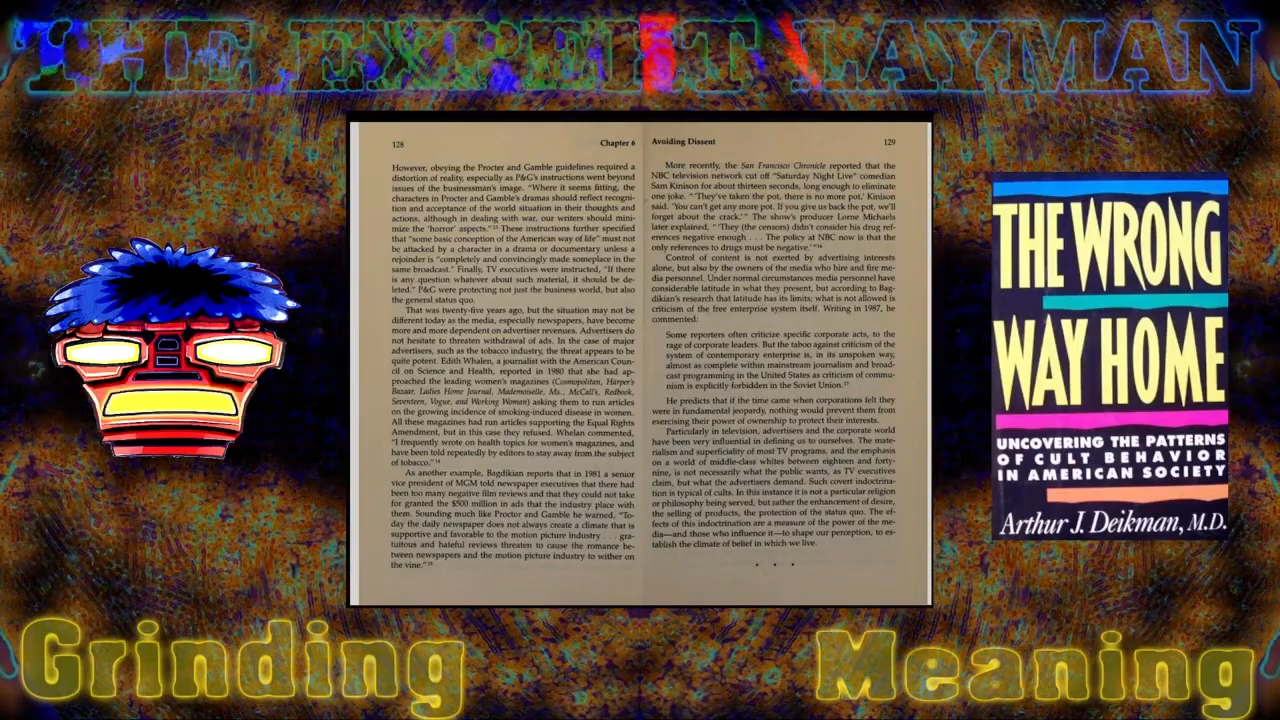 THE EXPERT LAYMAN
128
Chapter 6
However, obeying the Procter and Gamble guidelines required a
distortion of reality, especially as P&G's instructions went beyond
issues of the businessman's image. "Where it seems fitting, the
characters in Procter and Gamble's dramas should reflect recogni-
tion and acceptance of the world situation in their thoughts and
actions, although in dealing with war, our writers should mini-
mize the 'horror' aspects."13 These instructions further specified
that "some basic conception of the American way of life" must not
be attacked by a character in a drama or documentary unless a
rejoinder is "completely and convincingly made someplace in the
same broadcast." Finally, TV executives were instructed, "If there
is any question whatever about such material, it should be de-
leted." P&G were protecting not just the business world, but also
the general status quo.
That was twenty-five years ago, but the situation may not be
different today as the media, especially newspapers, have become
more and more dependent on advertiser revenues. Advertisers do
not hesitate to threaten withdrawal of ads. In the case of major
advertisers, such as the tobacco industry, the threat appears to be
quite potent. Edith Whalen, a journalist with the American Coun-
cil on Science and Health, reported in 1980 that she had ap-
proached the leading women's magazines (Cosmopolitan, Harper's
Bazar, Ladies Home Journal, Mademoiselle, Ms., McCall's, Redbook,
Seventeen, Vogue, and Working Woman) asking them to run articles
on the growing incidence of smoking-induced disease in women.
All these magazines had run articles supporting the Equal Rights
Amendment, but in this case they refused. Whelan commented,
"I frequently wrote on health topics for women's magazines, and
have been told repeatedly by editors to stay away from the subject
of tobacco."14
As another example, Bagdikian reports that in 1981 a senior
vice president of MGM told newspaper executives that there had
been too many negative film reviews and that they could not take
for granted the $500 million in ads that the industry place with
them. Sounding much like Procter and Gamble he warned, "To-
day the daily newspaper does not always create a climate that is
supportive and favorable to the motion picture industry . . . gra-
tuitous and hateful reviews threaten to cause the romance be-
tween newspapers and the motion picture industry to wither on
the vine."15
Avoiding Dissent
129
More recently, the San Francisco Chronicle reported that the
NBC television network cut off "Saturday Night Live" comedian
Sam Kinison for about thirteen seconds, long enough to eliminate
one joke. " 'They've taken the pot, there is no more pot,' Kinison
said. 'You can't get any more pot. If you give us back the pot, we'll
forget about the crack.' " The show's producer Lorne Michaels
later explained, " 'They (the censors) didn't consider his drug ref-
erences negative enough . . . The policy at NBC now is that the
only references to drugs must be negative.' "16
Control of content is not exerted by advertising interests
alone, but also by the owners of the media who hire and fire me-
dia personnel. Under normal circumstances media personnel have
considerable latitude in what they present, but according to Bag-
dikian's research that latitude has its limits; what is not allowed is
criticism of the free enterprise system itself. Writing in 1987, he
commented:
Some reporters often criticize specific corporate acts, to the
rage of corporate leaders. But the taboo against criticism of the
system of contemporary enterprise is, in its unspoken way,
almost as complete within mainstream journalism and broad-
cast programming in the United States as criticism of commu-
nism is explicitly forbidden in the Soviet Union.17
He predicts that if the time came when corporations felt they
were in fundamental jeopardy, nothing would prevent them from
exercising their power of ownership to protect their interests.
Particularly in television, advertisers and the corporate world
have been very influential in defining us to ourselves. The mate-
rialism and superficiality of most TV programs, and the emphasis
on a world of middle-class whites between eighteen and forty-
nine, is not necessarily what the public wants, as TV executives
claim, but what the advertisers demand. Such covert indoctrina-
tion is typical of cults. In this instance it is not a particular religion
or philosophy being served, but rather the enhancement of desire,
the selling of products, the protection of the status quo. The ef-
fects of this indoctrination are a measure of the power of the me-
dia—and those who influence it—to shape our perception, to es-
tablish the climate of belief in which we live.
. . .
THE WRONG
WAY HOME
UNCOVERING THE PATTERNS
OF CULT BEHAVIOR
IN AMERICAN SOCIETY
Arthur J. Deikman, M.D.
Grinding
Meaning